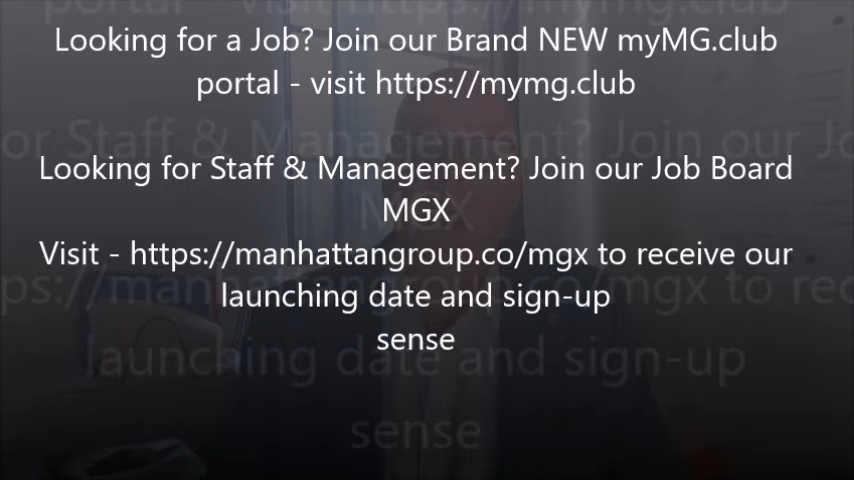 Looking for a Job? Join our Brand NEW myMG.club
portal - visit https://mymg.club
Looking for Staff & Management? Join our Job Board
MGX
Visit - https://manhattangroup.co/mgx to receive our
launching date and sign-up
sense